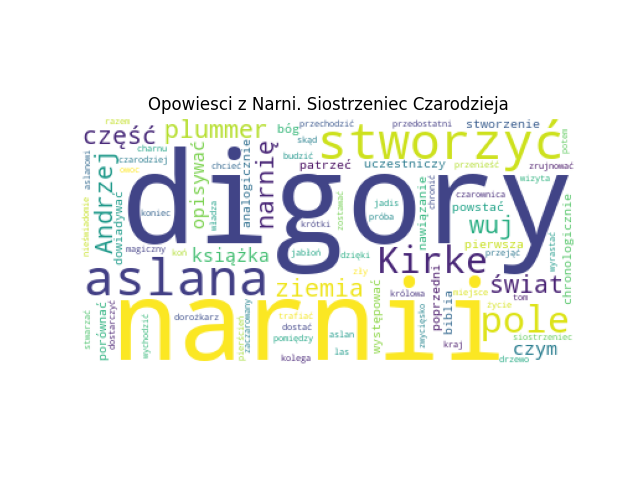 Opowiesci z Narni. Siostrzeniec Czarodzieja
razem
przechodzić
przedostatni
stworzenie
część
plummer
bóg
stworzyć
potem
skąd
charnu
czarodziej
chcieć
budzić
patrzeć
uczestniczy
przenieść
zrujnować
aslanowi
Andrzej
dowiadywać
owoc
opisywać
analogicznie
narnię
digory
chronić
czarownica
wizyta
nieświadomie
koniec
władza
krótki
zostawać
jadis
próba
nawiązanie
powstać
wuj
magiczny
koń
książka
jabłoń
dzięki
pierwsza
przejąć
wyrastać
chronologicznie
aslana
zły
Kirke
poprzedni
świat
ziemia
występować
królowa
miejsce
tom
narnii
życie
biblia
zwycięsko
pole
stwarzać
porównać
dostarczyć
wychodzić
dorożkarz
pierścień
zaczarowany
trafiać
dostać
aslan
pomiędzy
kolega
las
kraj
siostrzeniec
czym
drzewo